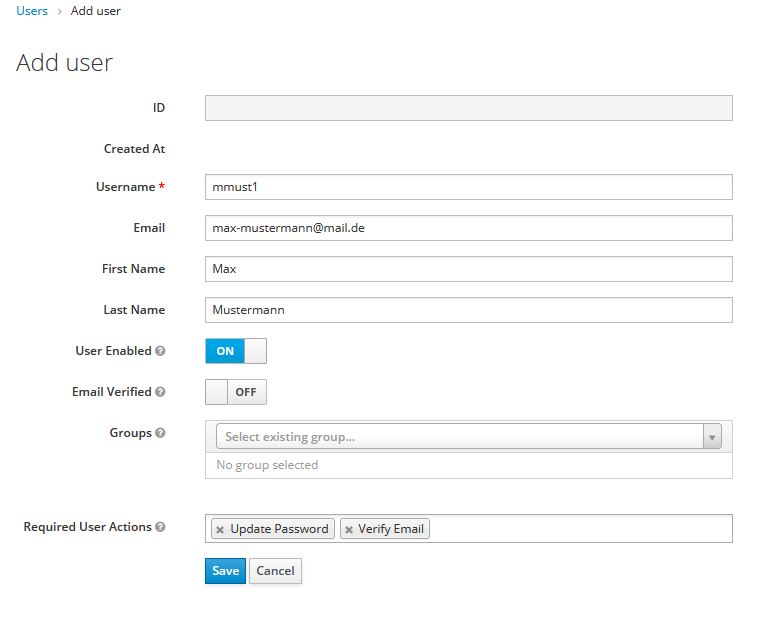 Users > Add user
Add user
ID
Created At
Username * mmust1
Email max-mustermann@mail.de
First Name Max
Last Name Mustermann
User Enabled ON
Email Verified OFF
Groups Select existing group...
No group selected
Required User Actions × Update Password × Verify Email
Save Cancel